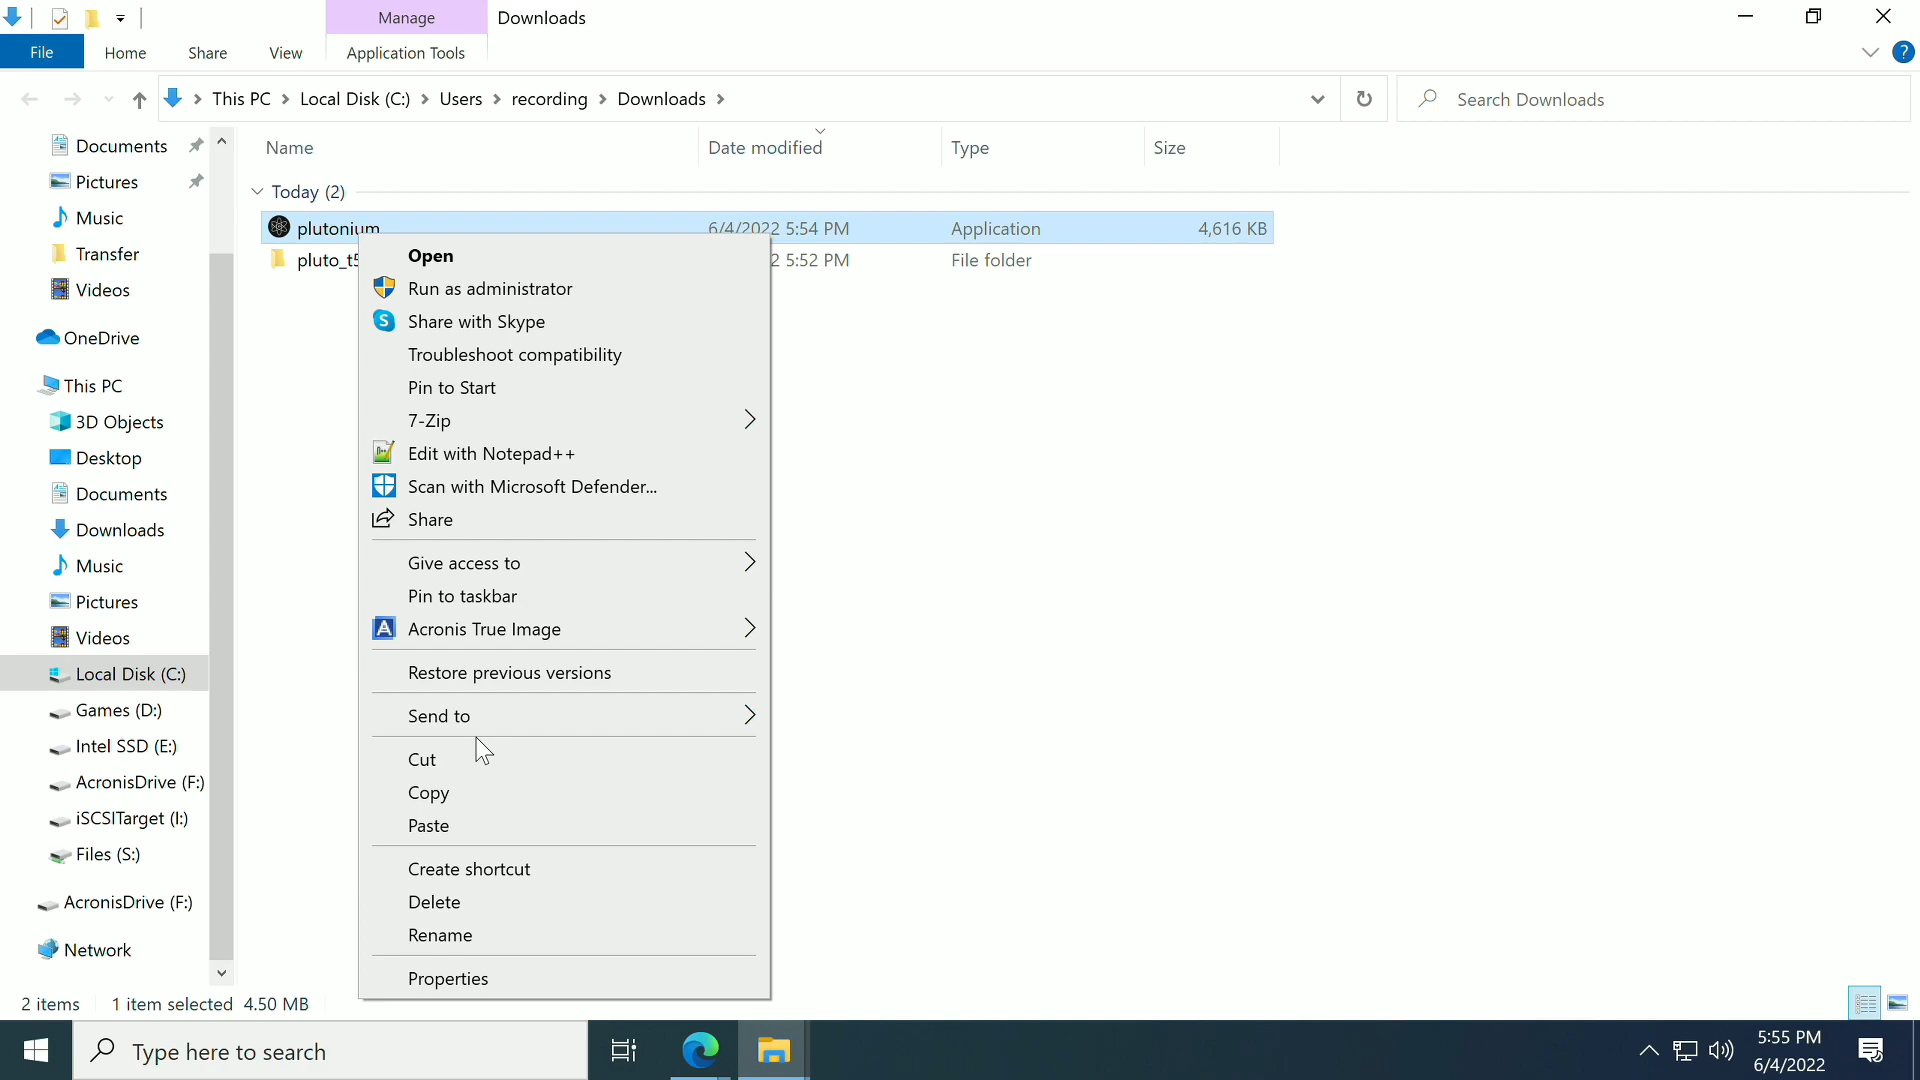 Manage
Downloads
File
Home
Share
View
Application Tools
This PC
Local Disk (C:)
Users
recording
Downloads
Search Downloads
Documents
Pictures
Music
Transfer
Videos
OneDrive
This PC
3D Objects
Desktop
Documents
Downloads
Music
Pictures
Videos
Local Disk (C:)
Games (D:)
Intel SSD (E:)
AcronisDrive (F:)
iSCSITarget (I:)
Files (S:)
AcronisDrive (F:)
Network
Name
Date modified
Type
Size
Today (2)
plutonium 6/4/2022 5:54 PM Application 4,616 KB
pluto_t5 2 5:52 PM File folder
Open
Run as administrator
Share with Skype
Troubleshoot compatibility
Pin to Start
7-Zip
Edit with Notepad++
Scan with Microsoft Defender...
Share
Give access to
Pin to taskbar
Acronis True Image
Restore previous versions
Send to
Cut
Copy
Paste
Create shortcut
Delete
Rename
Properties
2 items 1 item selected 4.50 MB
Type here to search
5:55 PM
6/4/2022